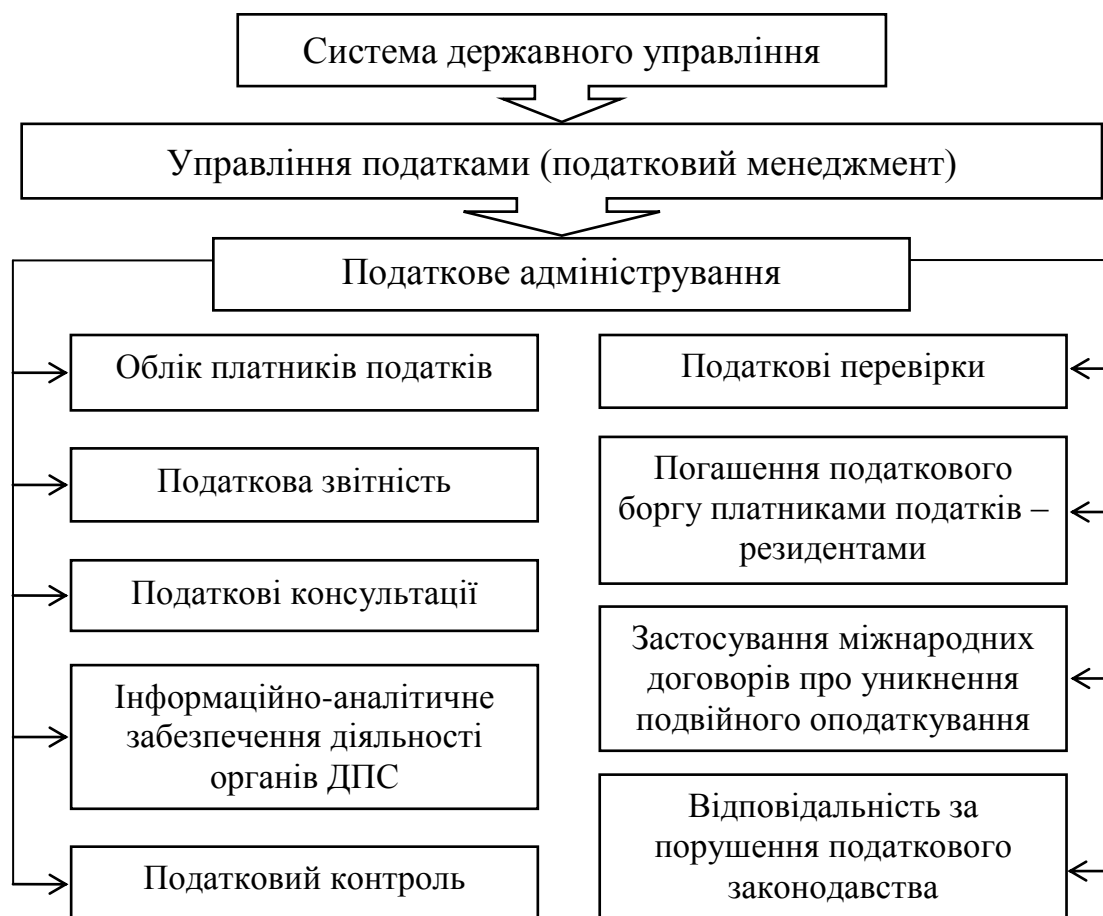 Система державного управління
Управління податками (податковий менеджмент)
Податкове адміністрування
Облік платників податків
Податкова звітність
Податкові консультації
Інформаційно-аналітичне
забезпечення діяльності
органів ДПС
Податковий контроль
Податкові перевірки
Погашення податкового
боргу платниками податків –
резидентами
Застосування міжнародних
договорів про уникнення
подвійного оподаткування
Відповідальність за
порушення податкового
законодавства